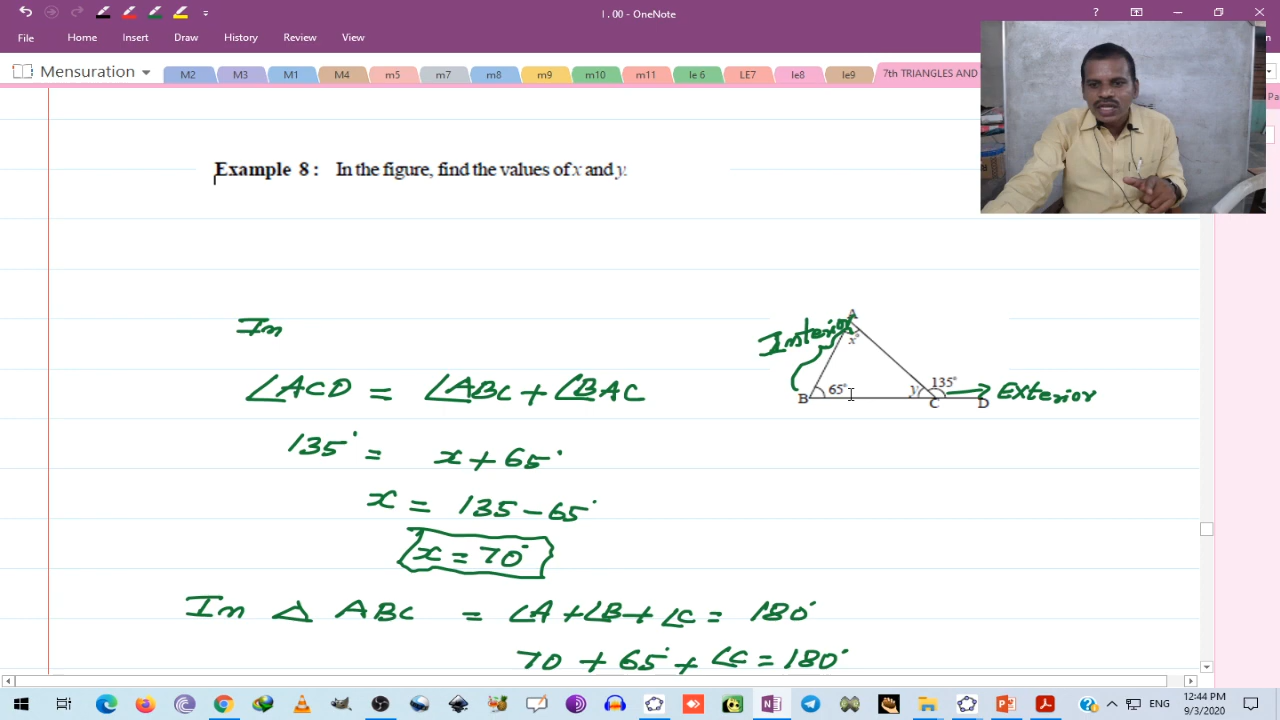 1.00 - OneNote
File Home Insert Draw History Review View
Mensuration M2 M3 M1 M4 m5 m7 m8 m9 m10 m11 le 6 LE7 le8 le9 7th TRIANGLES AND
Example 8 : In the figure, find the values of x and y.
In
∠ACD = ∠ABC + ∠BAC
135° = x + 65°
x = 135 - 65°
x = 70°
In △ ABC = ∠A + ∠B + ∠C = 180°
70 + 65° + ∠C = 180°
A
Interior
x°
65°
y
135°
Exterior
B C D
ENG
12:44 PM
9/3/2020